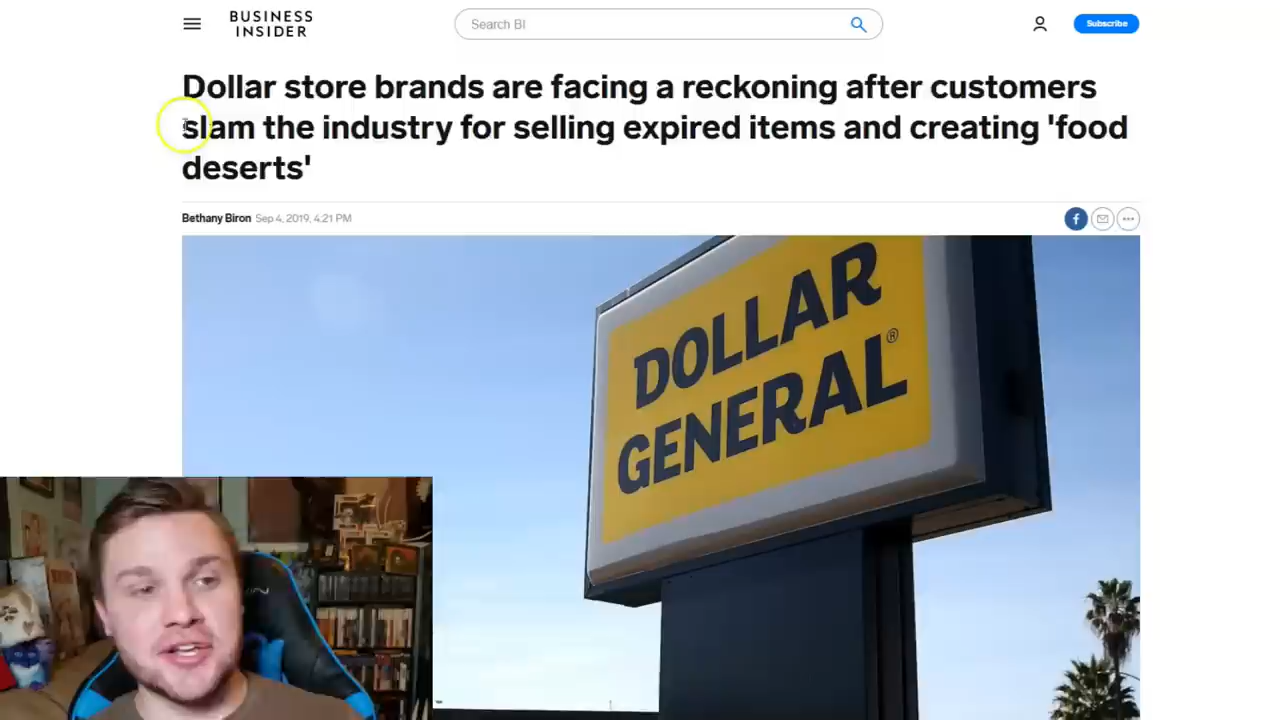 BUSINESS
INSIDER
Search BI
Subscribe
Dollar store brands are facing a reckoning after customers
slam the industry for selling expired items and creating 'food
deserts'
Bethany Biron Sep 4, 2019, 4:21 PM
DOLLAR
GENERAL®